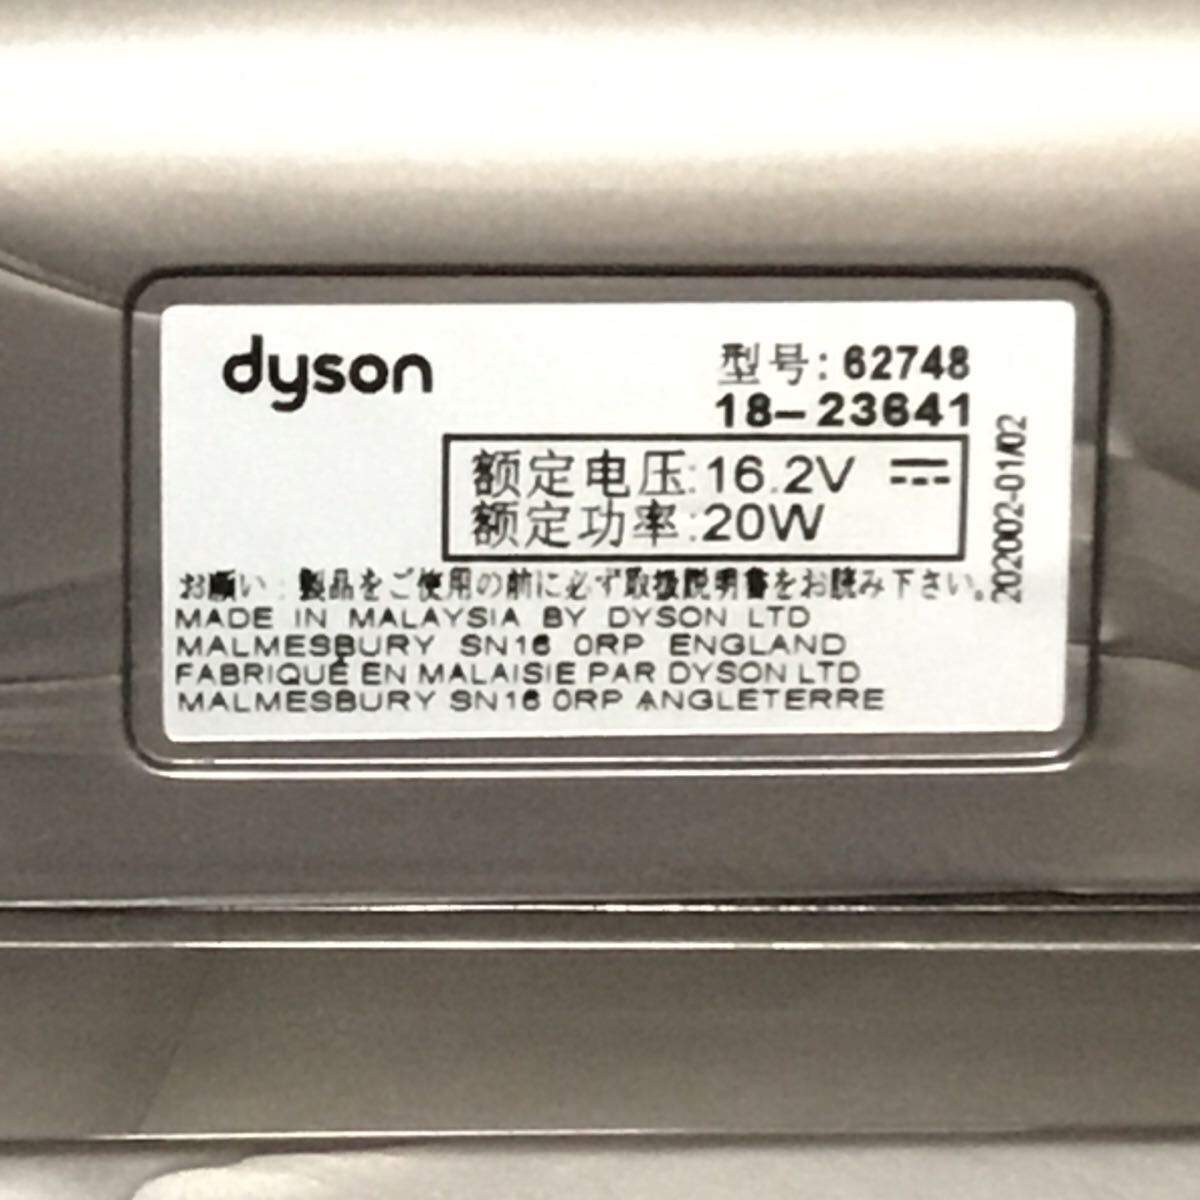 dyson
型号: 62748
18-23641
额定电压:16.2V
额定功率:20W
202002-01/02
お願い:製品をご使用の前に必ず取扱説明書をお読み下さい。
MADE IN MALAYSIA BY DYSON LTD
MALMESBURY SN16 0RP ENGLAND
FABRIQUÉ EN MALAISIE PAR DYSON LTD
MALMESBURY SN16 0RP ANGLETERRE